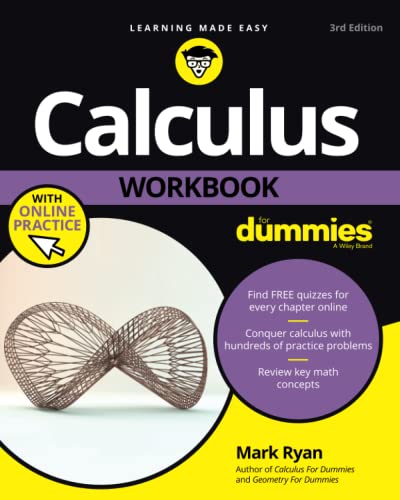 LEARNING MADE EASY
3rd Edition
Calculus
WORKBOOK
WITH
ONLINE
PRACTICE
for
dummies®
A Wiley Brand
Find FREE quizzes for
every chapter online
Conquer calculus with
hundreds of practice problems
Review key math
concepts
Mark Ryan
Author of Calculus For Dummies
and Geometry For Dummies